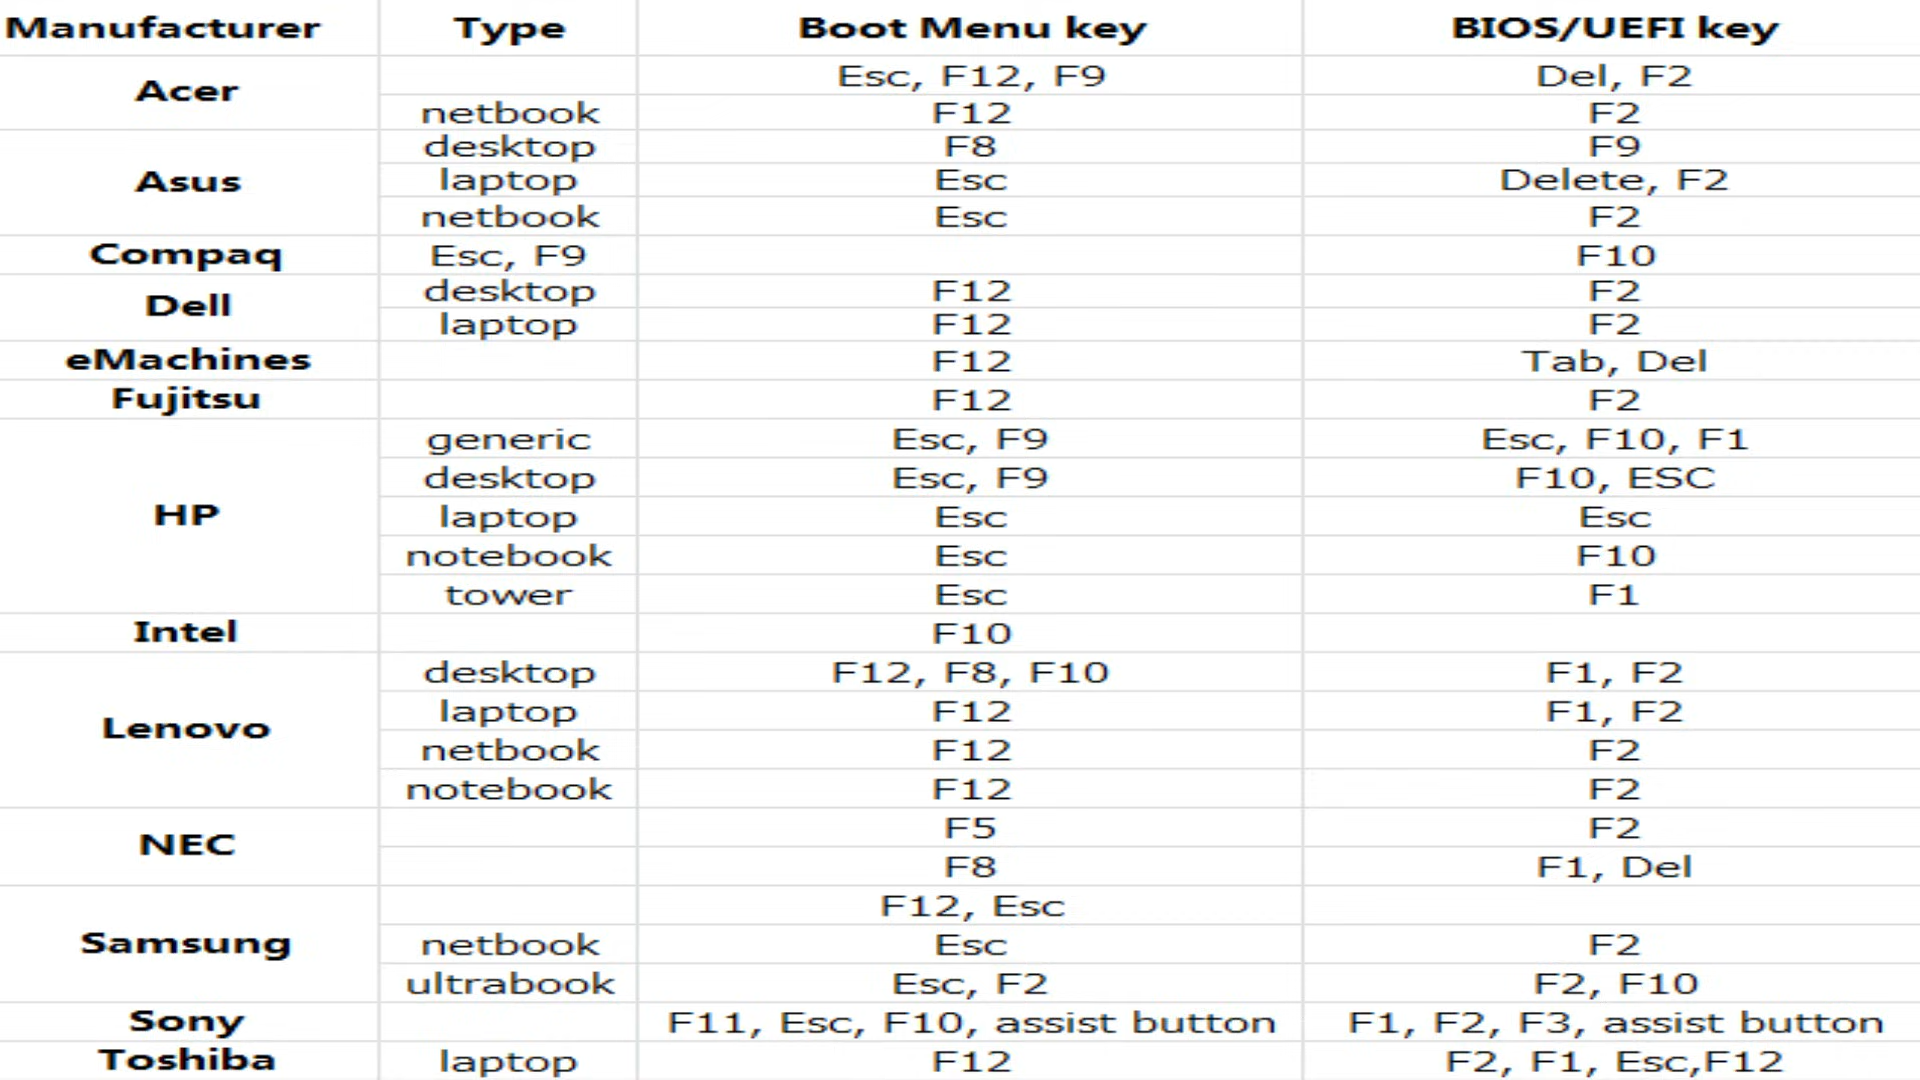 Manufacturer Type Boot Menu key BIOS/UEFI key
Acer Esc, F12, F9 Del, F2
netbook F12 F2
Asus desktop F8 F9
laptop Esc Delete, F2
netbook Esc F2
Compaq Esc, F9 F10
Dell desktop F12 F2
laptop F12 F2
eMachines F12 Tab, Del
Fujitsu F12 F2
HP generic Esc, F9 Esc, F10, F1
desktop Esc, F9 F10, ESC
laptop Esc Esc
notebook Esc F10
tower Esc F1
Intel F10
Lenovo desktop F12, F8, F10 F1, F2
laptop F12 F1, F2
netbook F12 F2
notebook F12 F2
NEC F5 F2
F8 F1, Del
Samsung F12, Esc
netbook Esc F2
ultrabook Esc, F2 F2, F10
Sony F11, Esc, F10, assist button F1, F2, F3, assist button
Toshiba laptop F12 F2, F1, Esc,F12